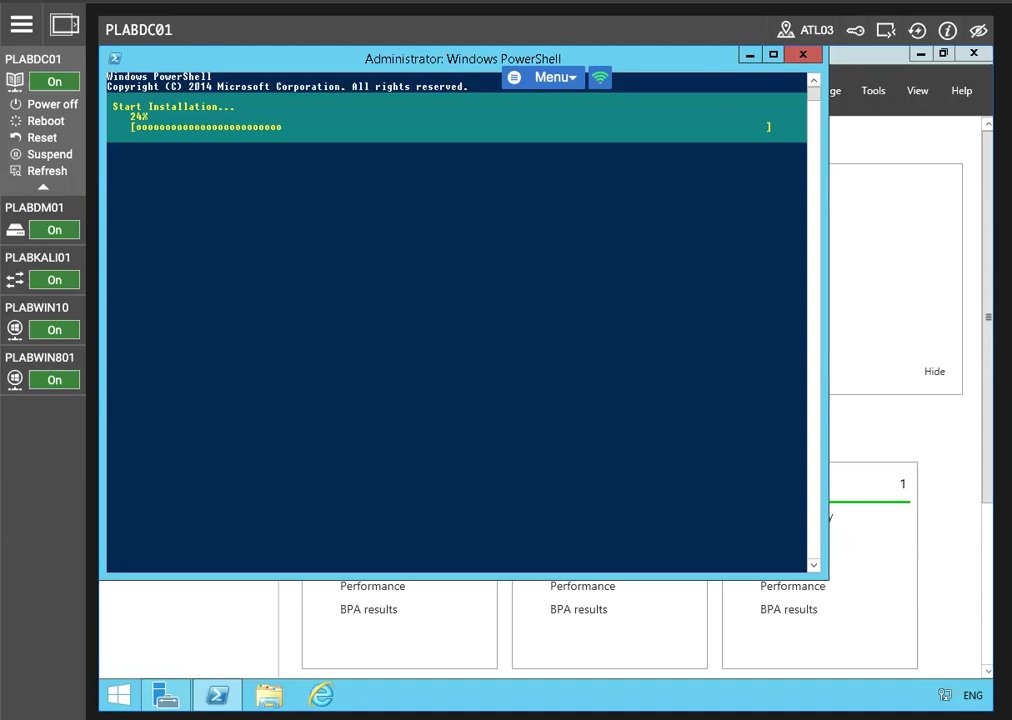 PLABDC01
ATL03
PLABDC01
On
Power off
Reboot
Reset
Suspend
Refresh
PLABDM01
On
PLABKALI01
On
PLABWIN10
On
PLABWIN801
On
Administrator: Windows PowerShell
Windows PowerShell
Copyright (C) 2014 Microsoft Corporation. All rights reserved.
Menu
Start Installation...
24%
[ooooooooooooooooooooooooo ]
ge Tools View Help
Hide
1
y
Performance Performance Performance
BPA results BPA results BPA results
ENG